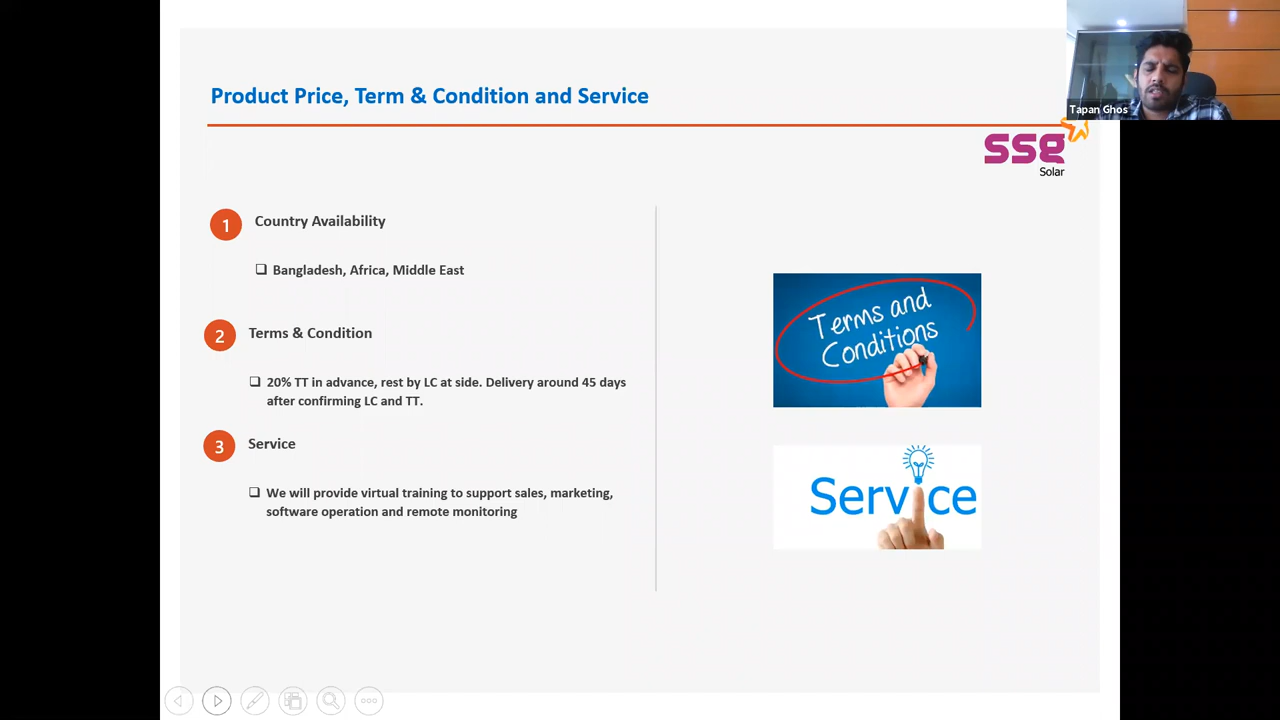 Product Price, Term & Condition and Service
Tapan Ghos
ssg
Solar
1 Country Availability
Bangladesh, Africa, Middle East
2 Terms & Condition
20% TT in advance, rest by LC at side. Delivery around 45 days
after confirming LC and TT.
3 Service
We will provide virtual training to support sales, marketing,
software operation and remote monitoring
Terms and
Conditions
Service